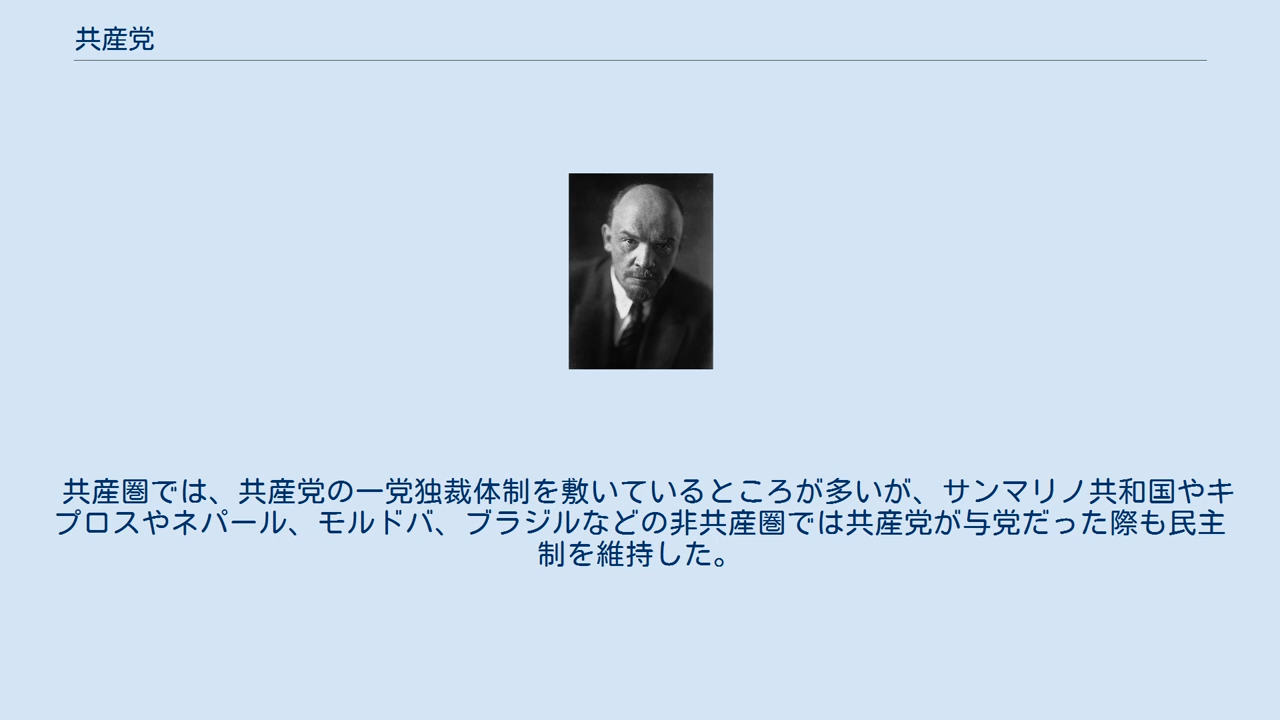 共産党
共産圏では、共産党の一党独裁体制を敷いているところが多いが、サンマリノ共和国やキ
プロスやネパール、モルドバ、ブラジルなどの非共産圏では共産党が与党だった際も民主
制を維持した。